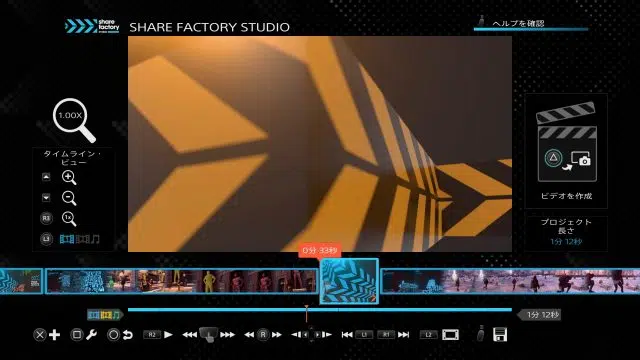 share
factory
SHARE FACTORY STUDIO
ヘルプを確認
1.00X
タイムライン・
ビュー
R3
1x
L3
ビデオを作成
プロジェクト
長さ
1分 12秒
0分 33秒
1分 12秒
R2
R
L1
R1
L2